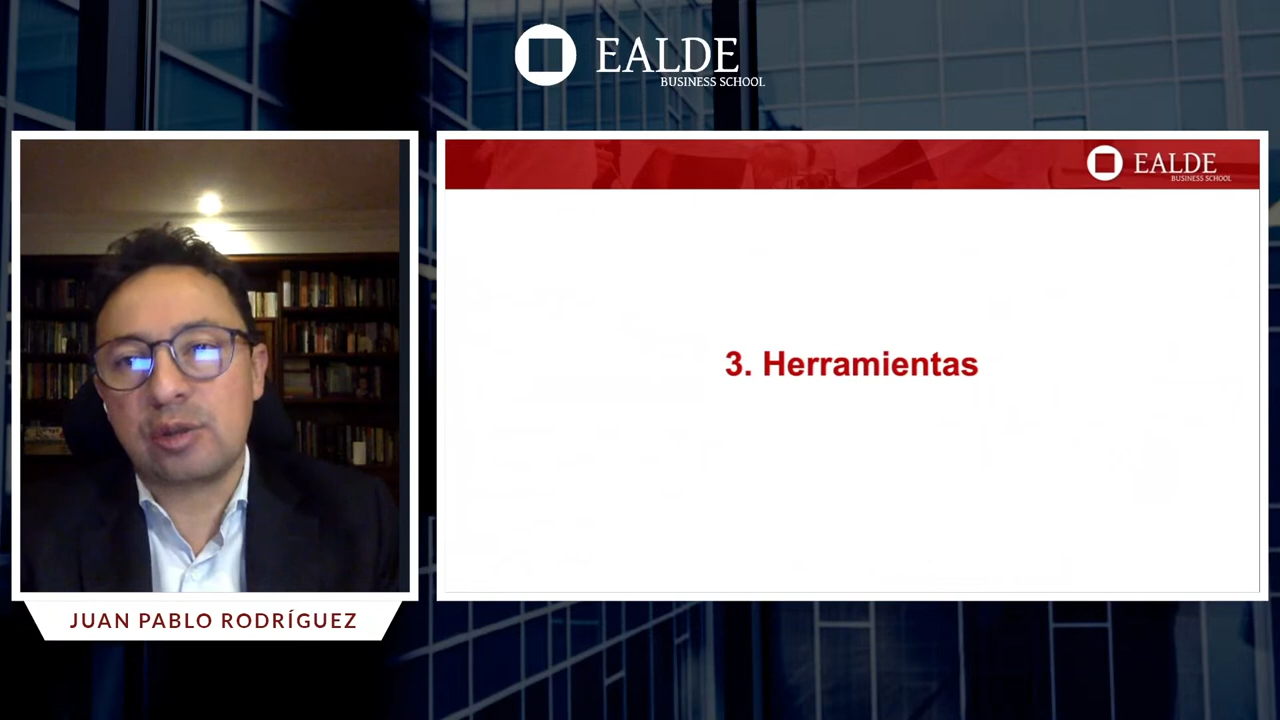 EALDE
BUSINESS SCHOOL
EALDE
BUSINESS SCHOOL
3. Herramientas
JUAN PABLO RODRÍGUEZ